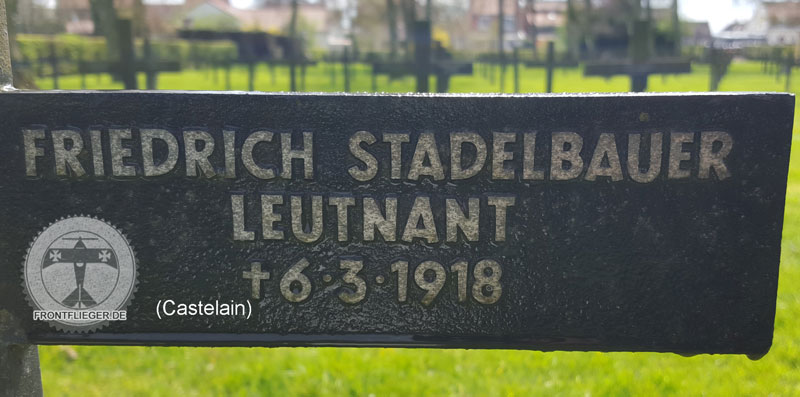 FRIEDRICH STADELBAUER
LEUTNANT
✝ 6·3·1918
FRONTFLIEGER.DE
(Castelain)